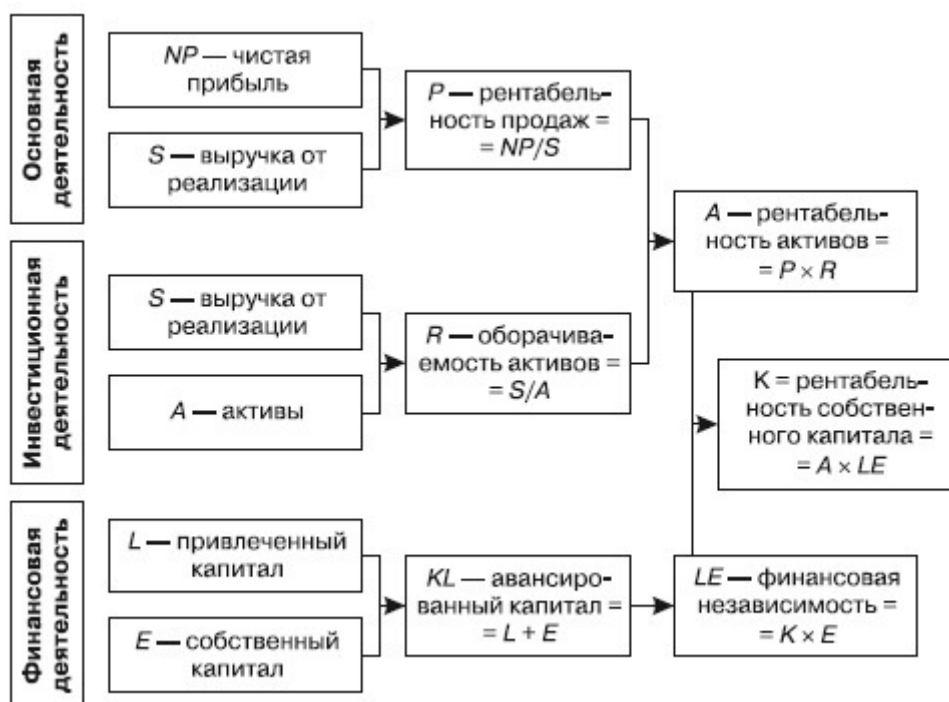 Основная
деятельность
NP — чистая
прибыль
S — выручка от
реализации
P — рентабель-
ность продаж =
= NP/S
Инвестиционная
деятельность
S — выручка от
реализации
A — активы
R — оборачива-
емость активов =
= S/A
A — рентабель-
ность активов =
= P × R
K = рентабель-
ность собствен-
ного капитала =
= A × LE
Финансовая
деятельность
L — привлеченный
капитал
E — собственный
капитал
KL — авансиро-
ванный капитал =
= L + E
LE — финансовая
независимость =
= K × E